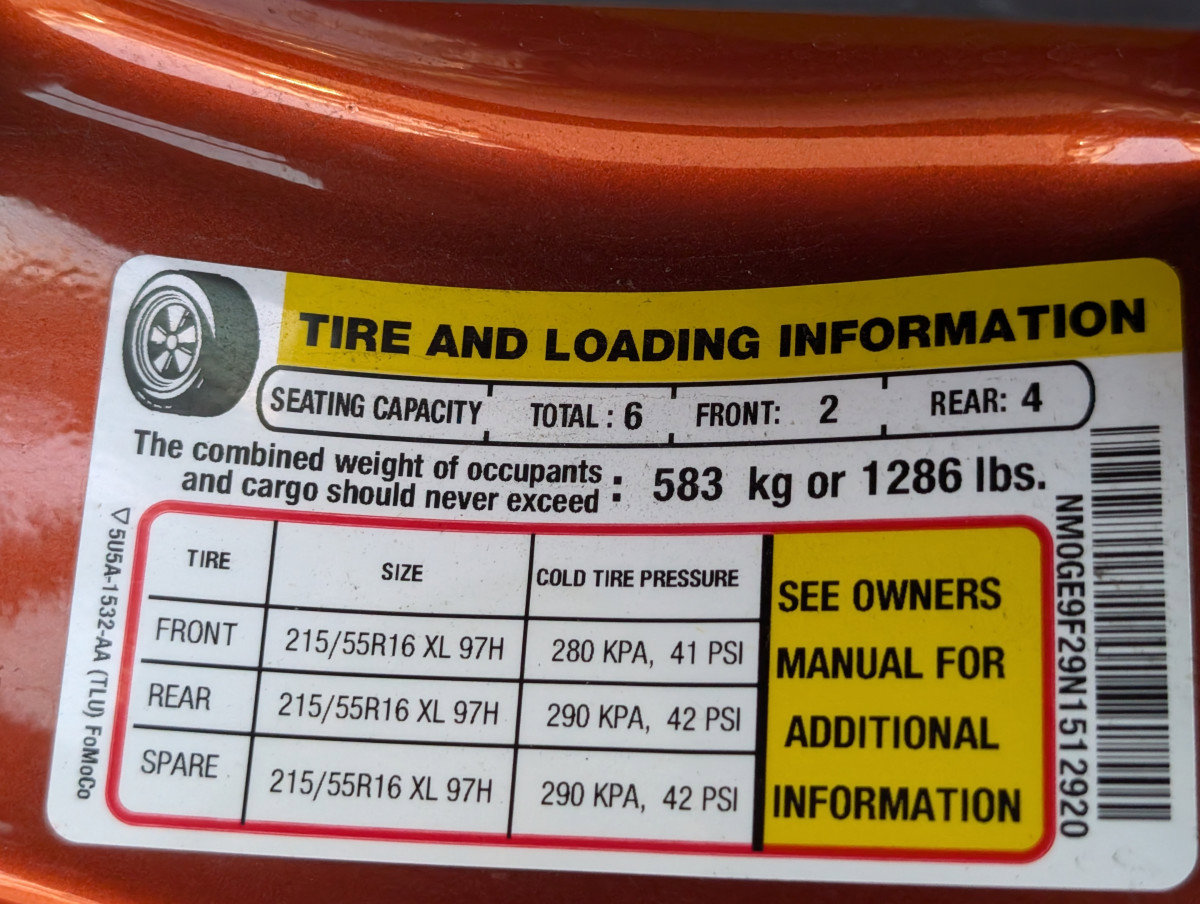 TIRE AND LOADING INFORMATION
SEATING CAPACITY TOTAL : 6 FRONT: 2 REAR: 4
The combined weight of occupants
and cargo should never exceed : 583 kg or 1286 lbs.
TIRE SIZE COLD TIRE PRESSURE
FRONT 215/55R16 XL 97H 280 KPA, 41 PSI
REAR 215/55R16 XL 97H 290 KPA, 42 PSI
SPARE 215/55R16 XL 97H 290 KPA, 42 PSI
SEE OWNERS
MANUAL FOR
ADDITIONAL
INFORMATION
5U5A-1532-AA (TLU) FoMoCo
NM0GE9F29N1512920